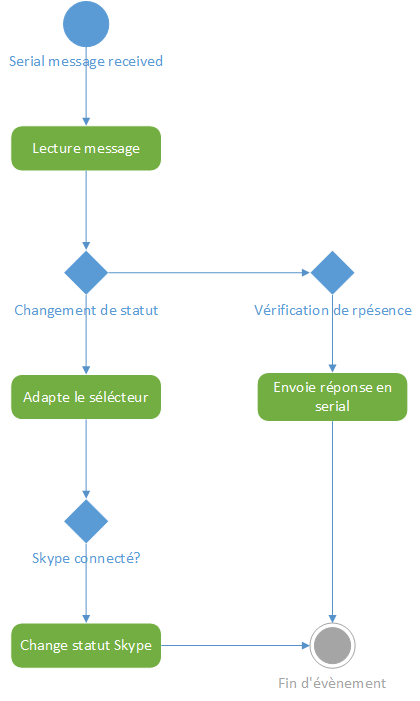 Serial message received
Lecture message
Changement de statut
Vérification de rpésence
Adapte le sélécteur
Envoie réponse en
serial
Skype connecté?
Change statut Skype
Fin d'évènement